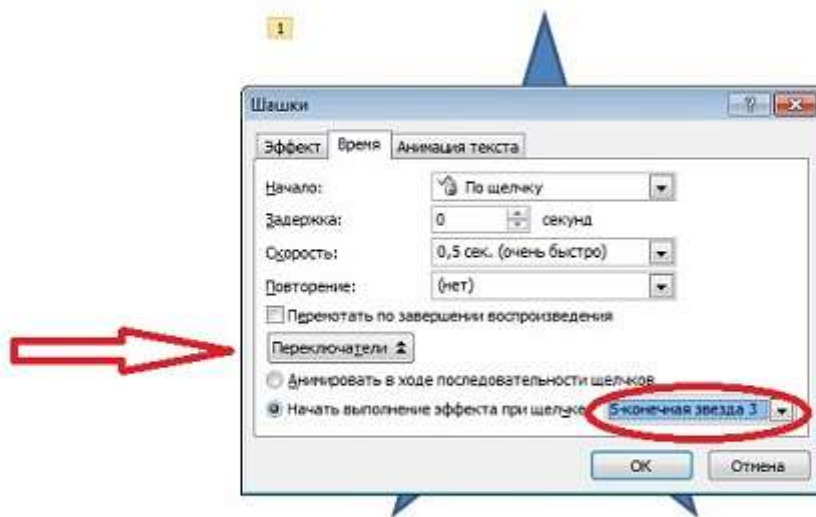 1
Шашки
Эффект Время Анимация текста
Начало: По щелчку
Задержка: 0 секунд
Скорость: 0,5 сек. (очень быстро)
Повторение: (нет)
Перемотать по завершении воспроизведения
Переключатели
Анимировать в ходе последовательности щелчков
Начать выполнение эффекта при щелчке 5-конечная звезда 3
ОК Отмена